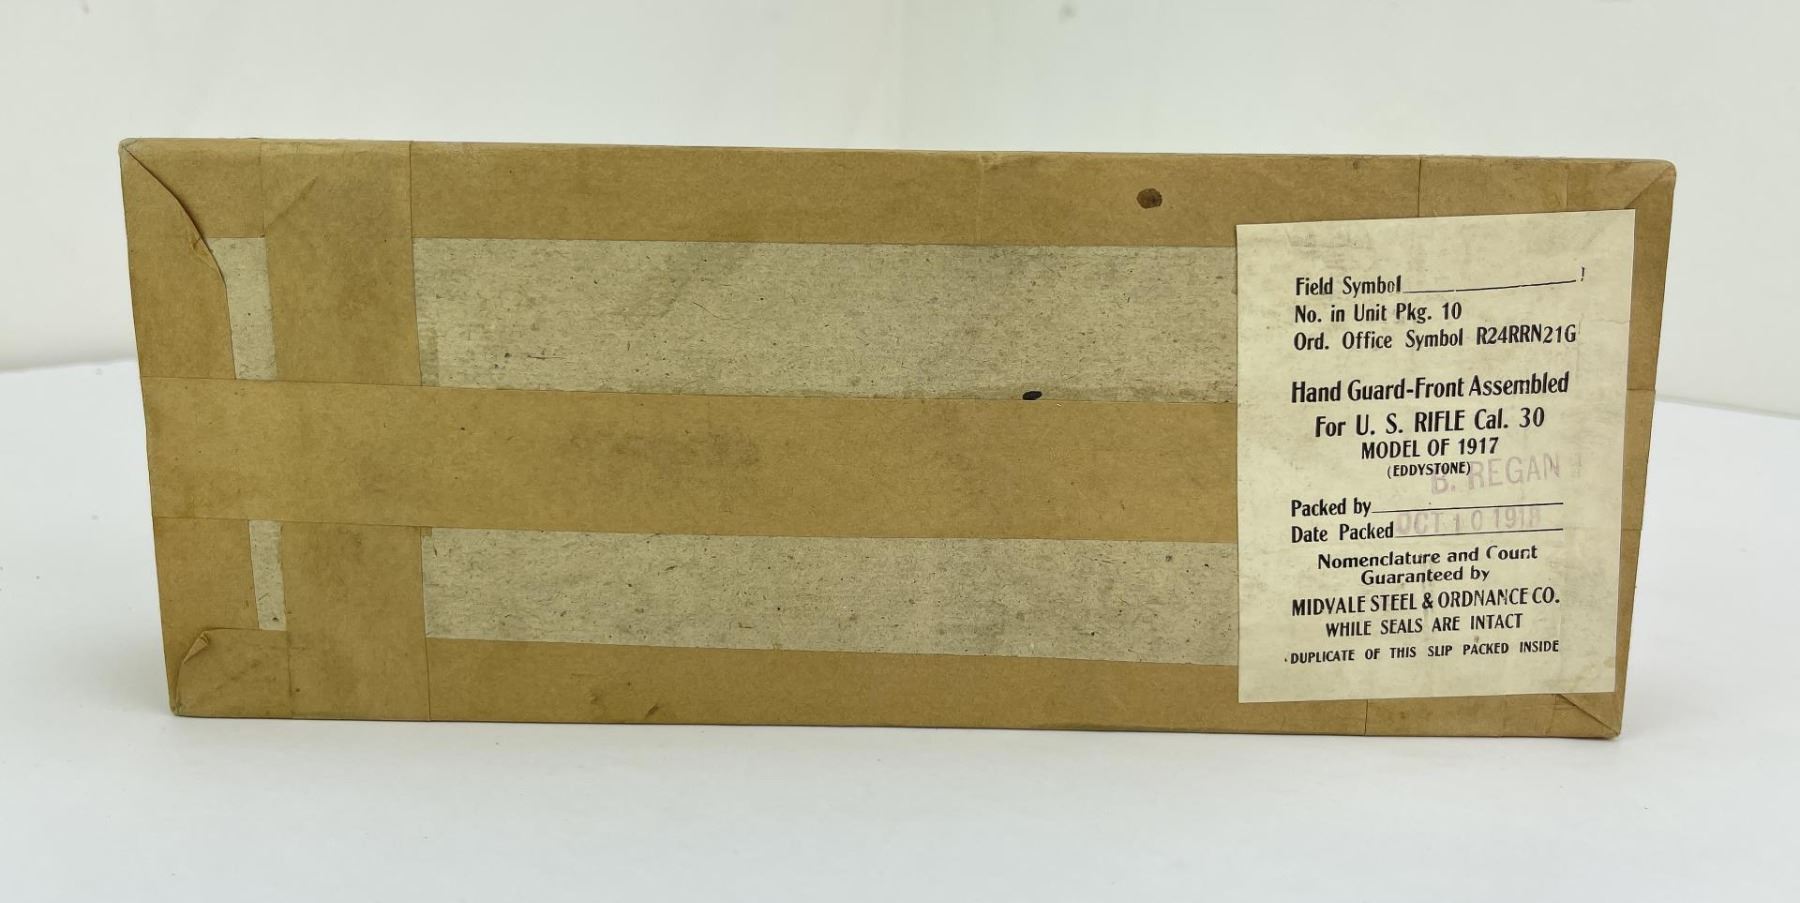 Field Symbol
No. in Unit Pkg. 10
Ord. Office Symbol R24RRN21G
Hand Guard-Front Assembled
For U. S. RIFLE Cal. 30
MODEL OF 1917
(EDDYSTONE)
B. REGAN
Packed by
Date Packed OCT 10 1918
Nomenclature and Count
Guaranteed by
MIDVALE STEEL & ORDNANCE CO.
WHILE SEALS ARE INTACT
DUPLICATE OF THIS SLIP PACKED INSIDE